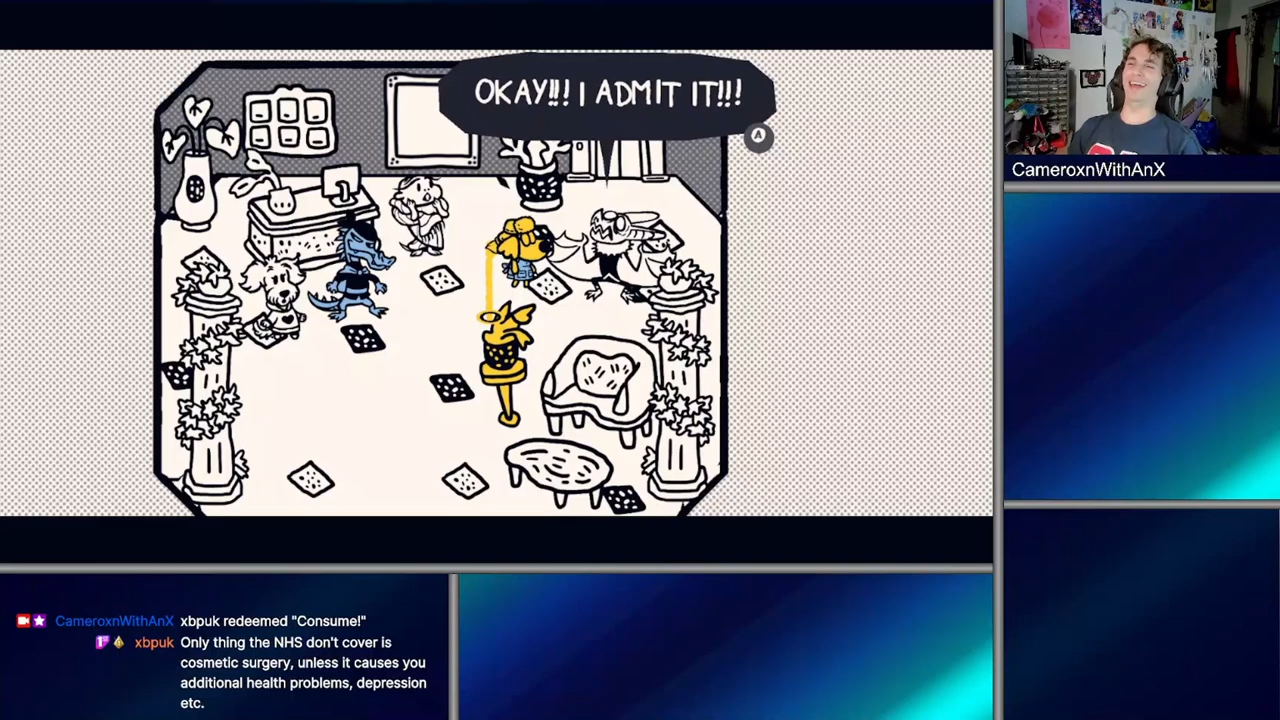 OKAY!!! I ADMIT IT!!!
A
CameroxnWithAnX
CameroxnWithAnX xbpuk redeemed "Consume!"
xbpuk Only thing the NHS don't cover is
cosmetic surgery, unless it causes you
additional health problems, depression
etc.